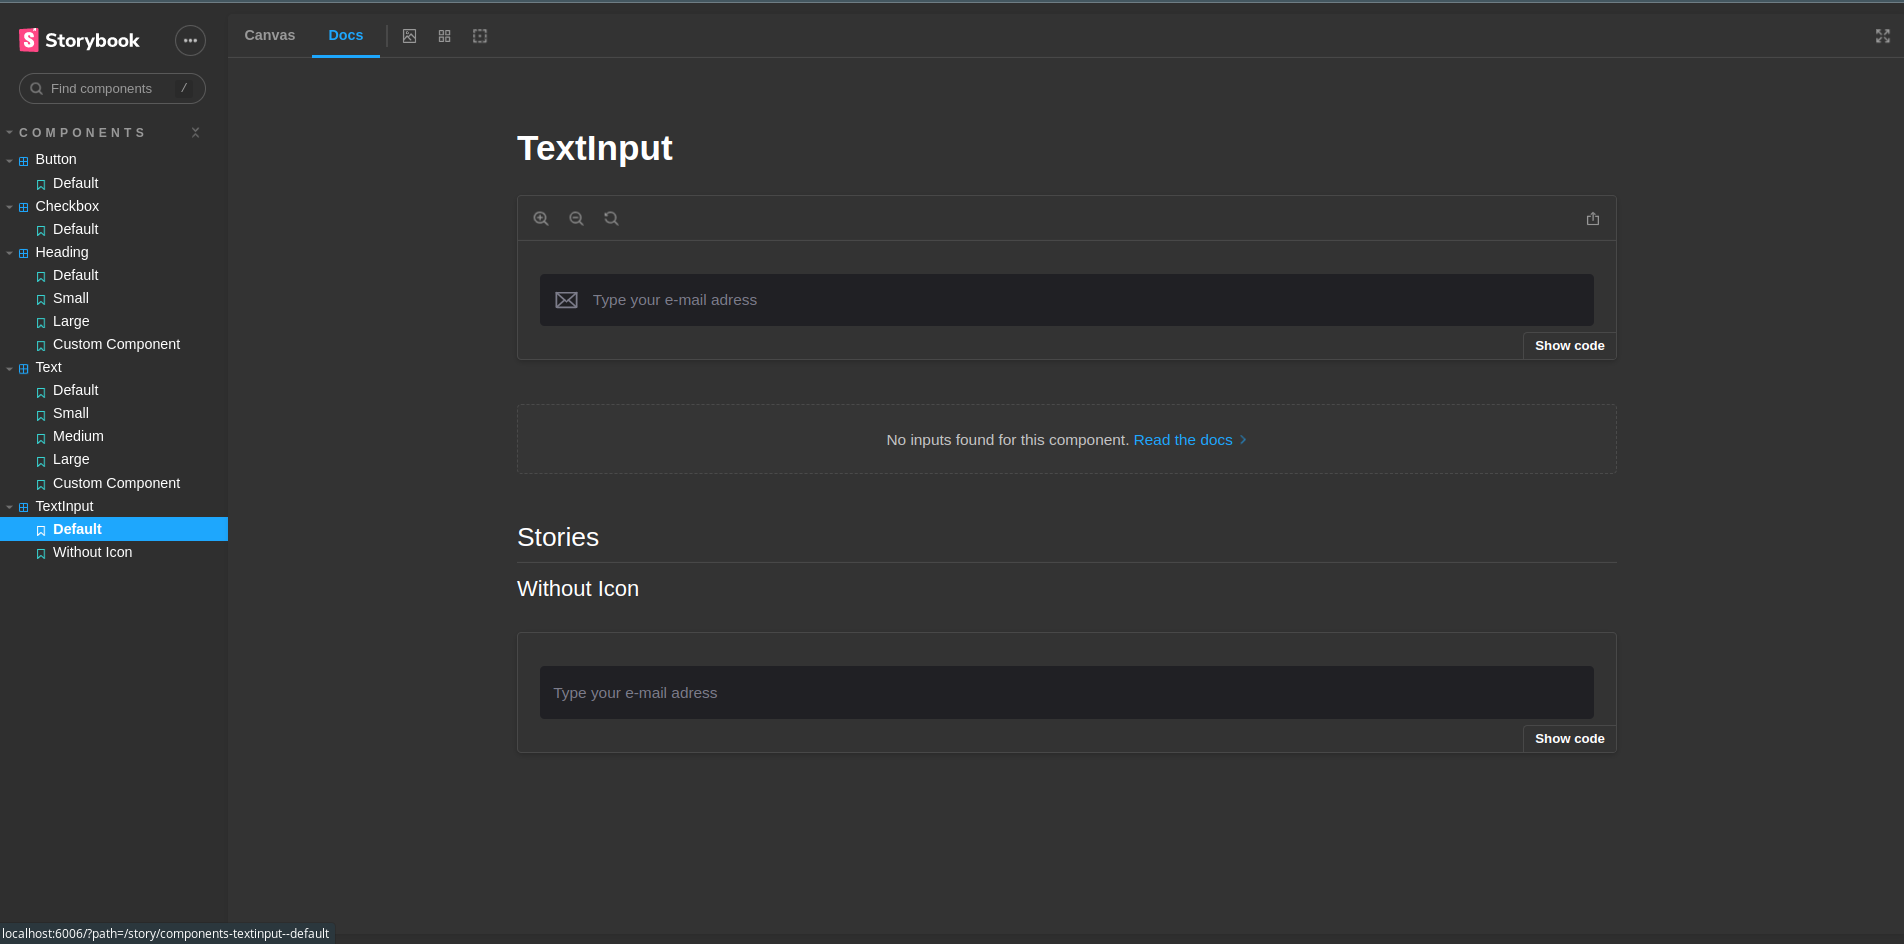 Storybook
Find components
/
COMPONENTS
Button
Default
Checkbox
Default
Heading
Default
Small
Large
Custom Component
Text
Default
Small
Medium
Large
Custom Component
TextInput
Default
Without Icon
Canvas
Docs
TextInput
Type your e-mail adress
Show code
No inputs found for this component. Read the docs
Stories
Without Icon
Type your e-mail adress
Show code
localhost:6006/?path=/story/components-textinput--default